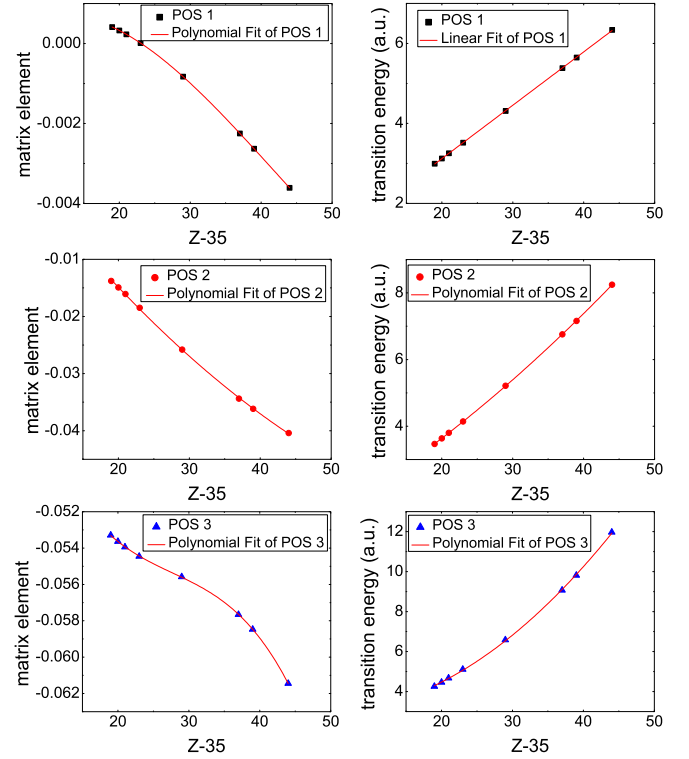 POS 1
Polynomial Fit of POS 1
0.000
-0.002
-0.004
matrix element
20 30 40 50
Z-35
POS 1
Linear Fit of POS 1
6
4
2
transition energy (a.u.)
20 30 40 50
Z-35
POS 2
Polynomial Fit of POS 2
-0.01
-0.02
-0.03
-0.04
matrix element
20 30 40 50
Z-35
POS 2
Polynomial Fit of POS 2
8
6
4
transition energy (a.u.)
20 30 40 50
Z-35
POS 3
Polynomial Fit of POS 3
-0.052
-0.054
-0.056
-0.058
-0.060
-0.062
matrix element
20 30 40 50
Z-35
POS 3
Polynomial Fit of POS 3
12
10
8
6
4
transition energy (a.u.)
20 30 40 50
Z-35